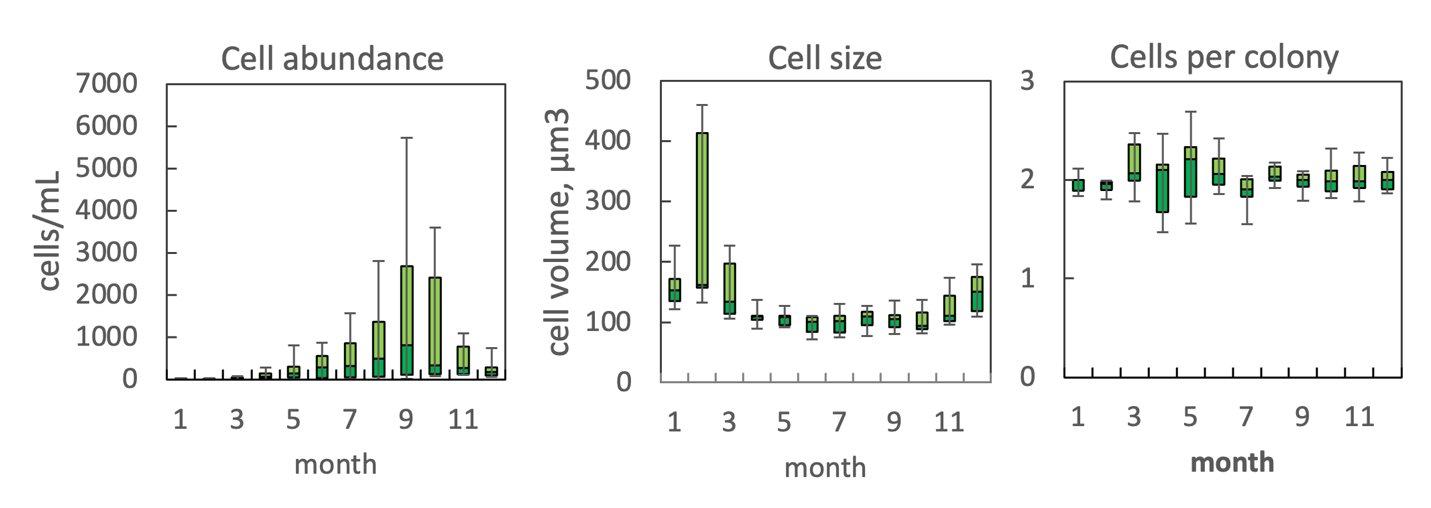 Cell abundance
7000
6000
5000
4000
3000
2000
1000
0
cells/mL
1 3 5 7 9 11
month
Cell size
500
400
300
200
100
0
cell volume, µm3
1 3 5 7 9 11
month
Cells per colony
3
2
1
0
1 3 5 7 9 11
month